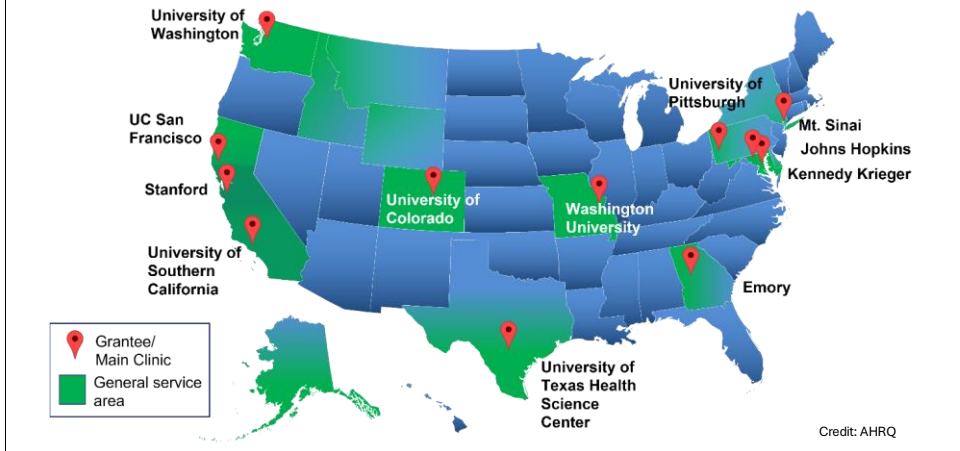 University of
Washington
UC San
Francisco
Stanford
University of
Southern
California
University of
Colorado
Washington
University
University of
Pittsburgh
Mt. Sinai
Johns Hopkins
Kennedy Krieger
Emory
University of
Texas Health
Science
Center
Grantee/
Main Clinic
General service
area
Credit: AHRQ